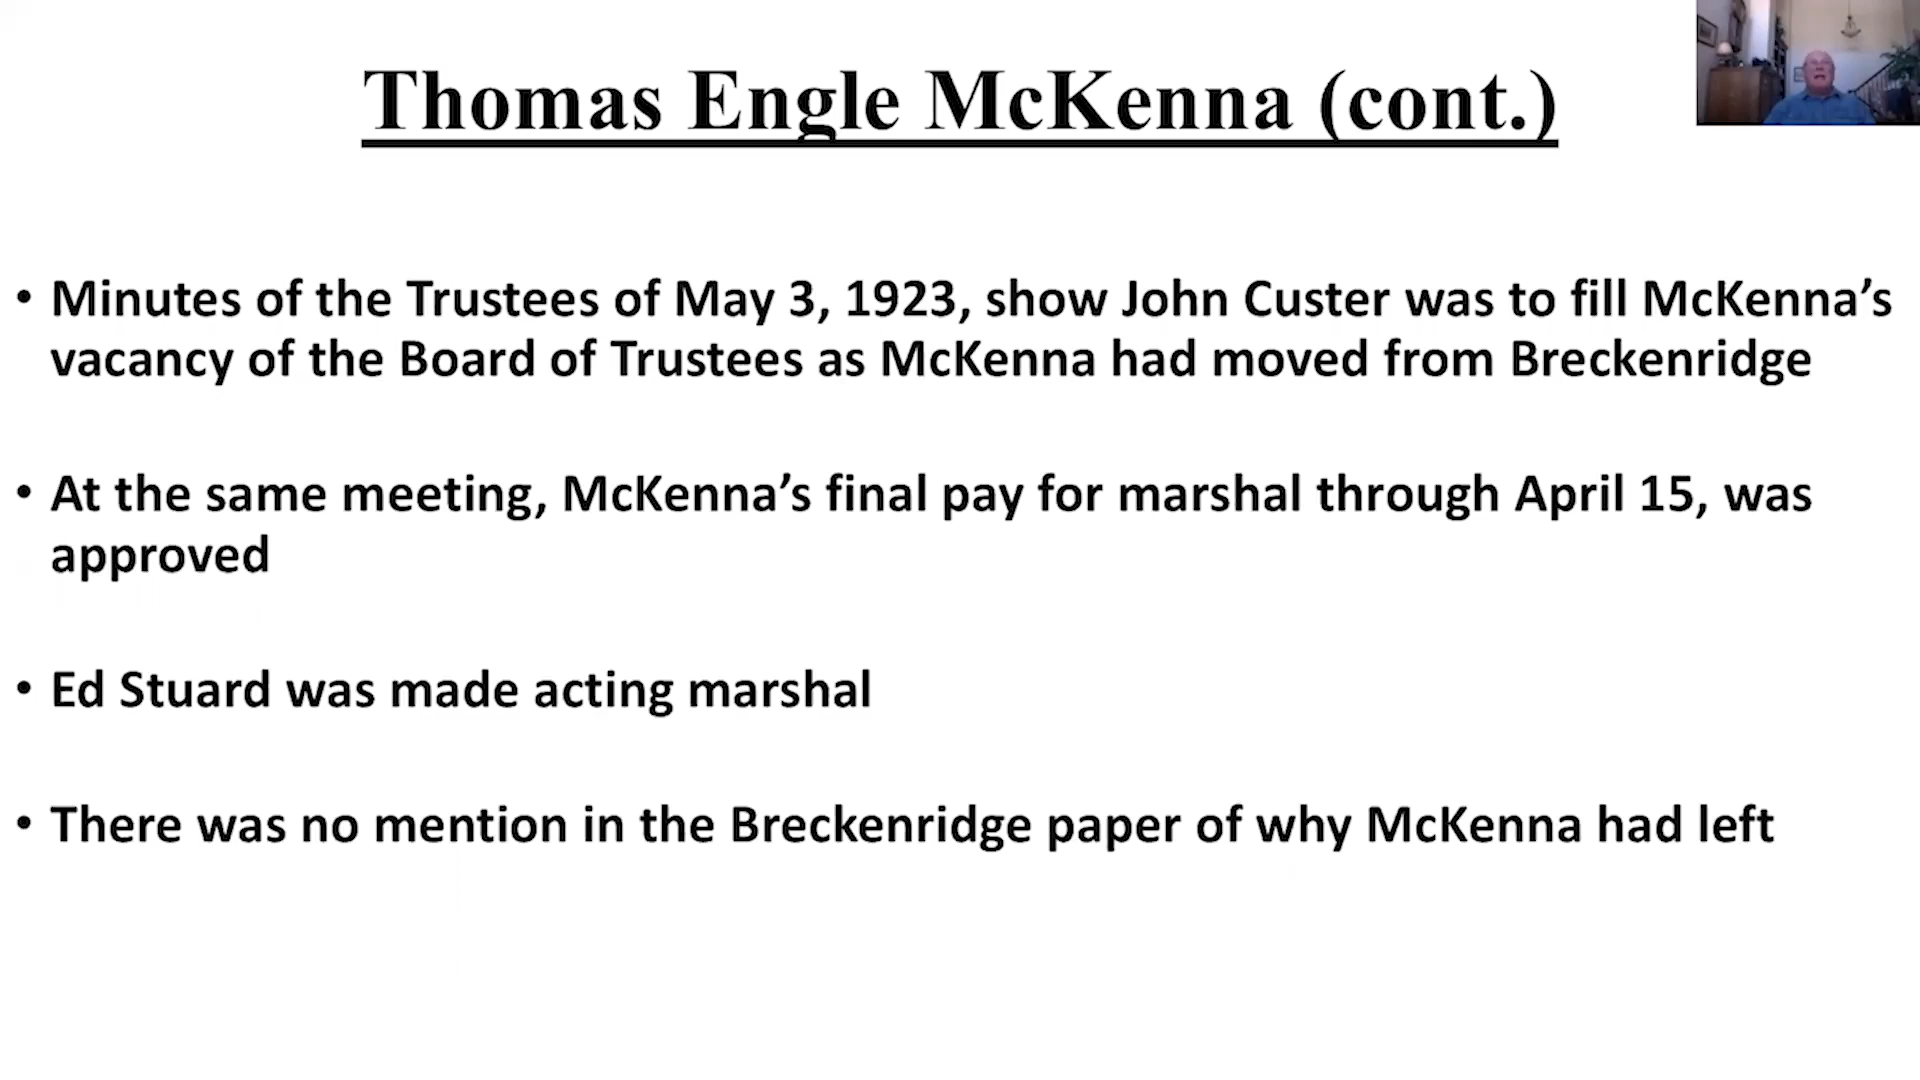 Thomas Engle McKenna (cont.)
• Minutes of the Trustees of May 3, 1923, show John Custer was to fill McKenna’s
vacancy of the Board of Trustees as McKenna had moved from Breckenridge
• At the same meeting, McKenna’s final pay for marshal through April 15, was
approved
• Ed Stuard was made acting marshal
• There was no mention in the Breckenridge paper of why McKenna had left